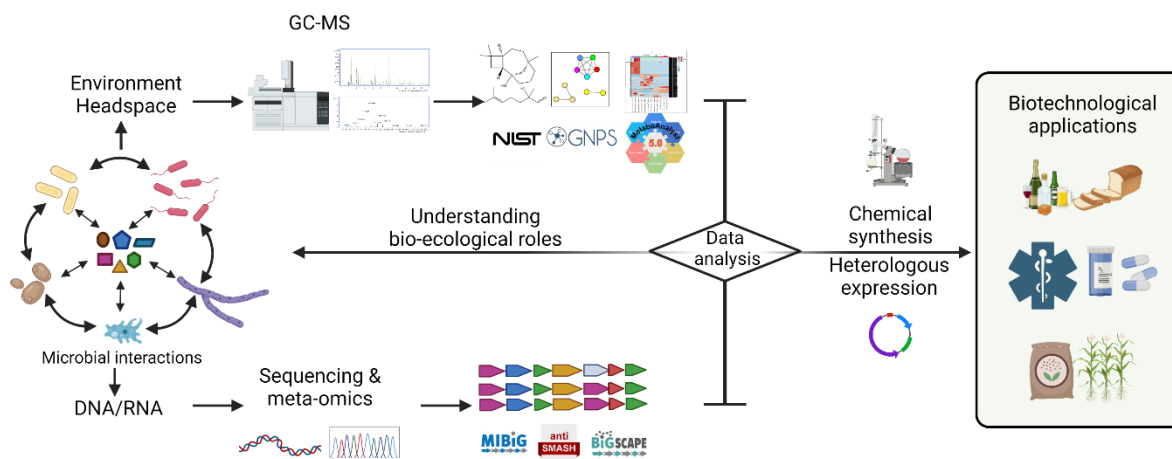 GC-MS
Environment
Headspace
NIST
GNPS
MetaboAnalyst
5.0
Biotechnological
applications
Understanding
bio-ecological roles
Data
analysis
Chemical
synthesis
Heterologous
expression
Microbial interactions
DNA/RNA
Sequencing &
meta-omics
MIBiG
anti
SMASH
BiG
SCAPE